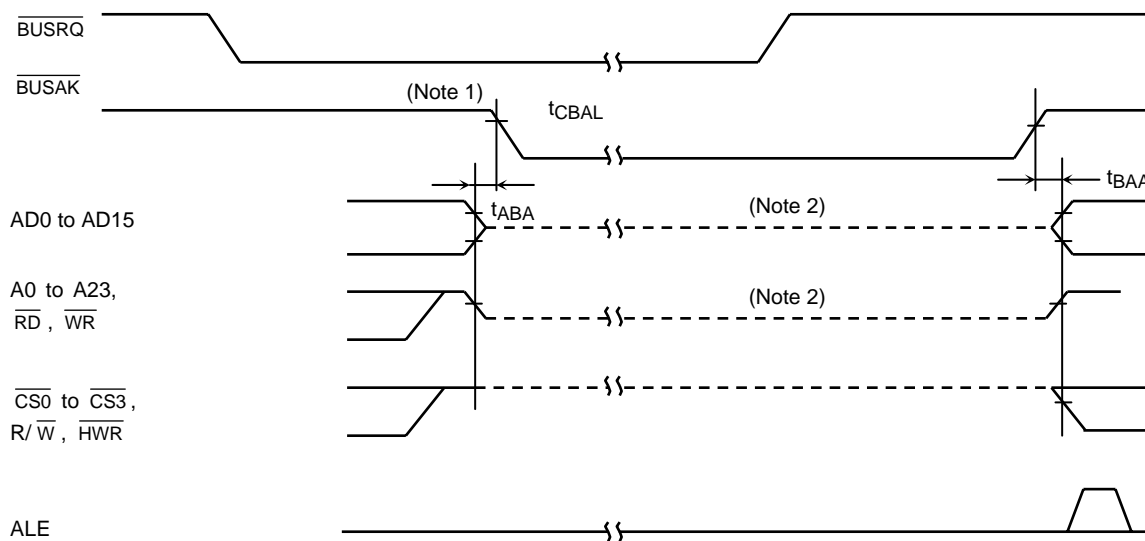 BUSRQ
BUSAK
(Note 1)
tCBAL
tBAA
tABA
AD0 to AD15
(Note 2)
A0 to A23,
RD , WR
(Note 2)
CS0 to CS3 ,
R/ W , HWR
ALE